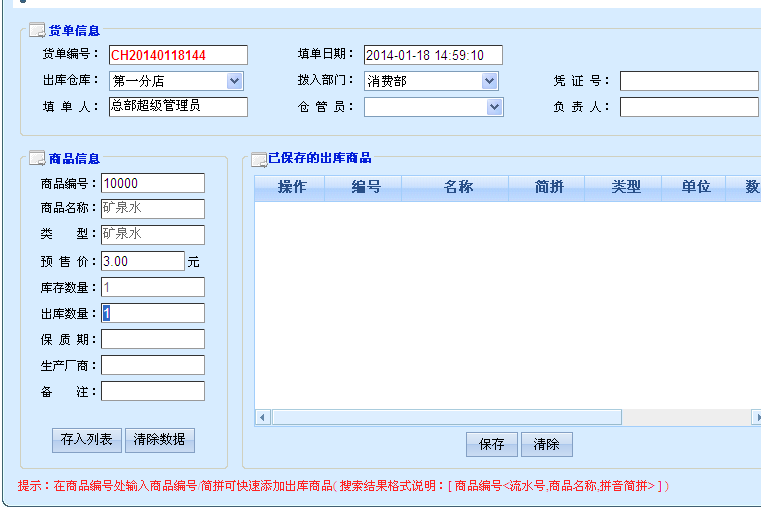 货单信息
货单编号： CH20140118144 填单日期： 2014-01-18 14:59:10
出库仓库： 第一分店 拨入部门： 消费部 凭 证 号：
填 单 人： 总部超级管理员 仓 管 员： 负 责 人：
商品信息
商品编号： 10000
商品名称： 矿泉水
类 型： 矿泉水
预 售 价： 3.00 元
库存数量： 1
出库数量： 1
保 质 期：
生产厂商：
备 注：
存入列表 清除数据
已保存的出库商品
操作 编号 名称 简拼 类型 单位 数
保存 清除
提示：在商品编号处输入商品编号/简拼可快速添加出库商品( 搜索结果格式说明：[ 商品编号<流水号,商品名称,拼音简拼> ] )